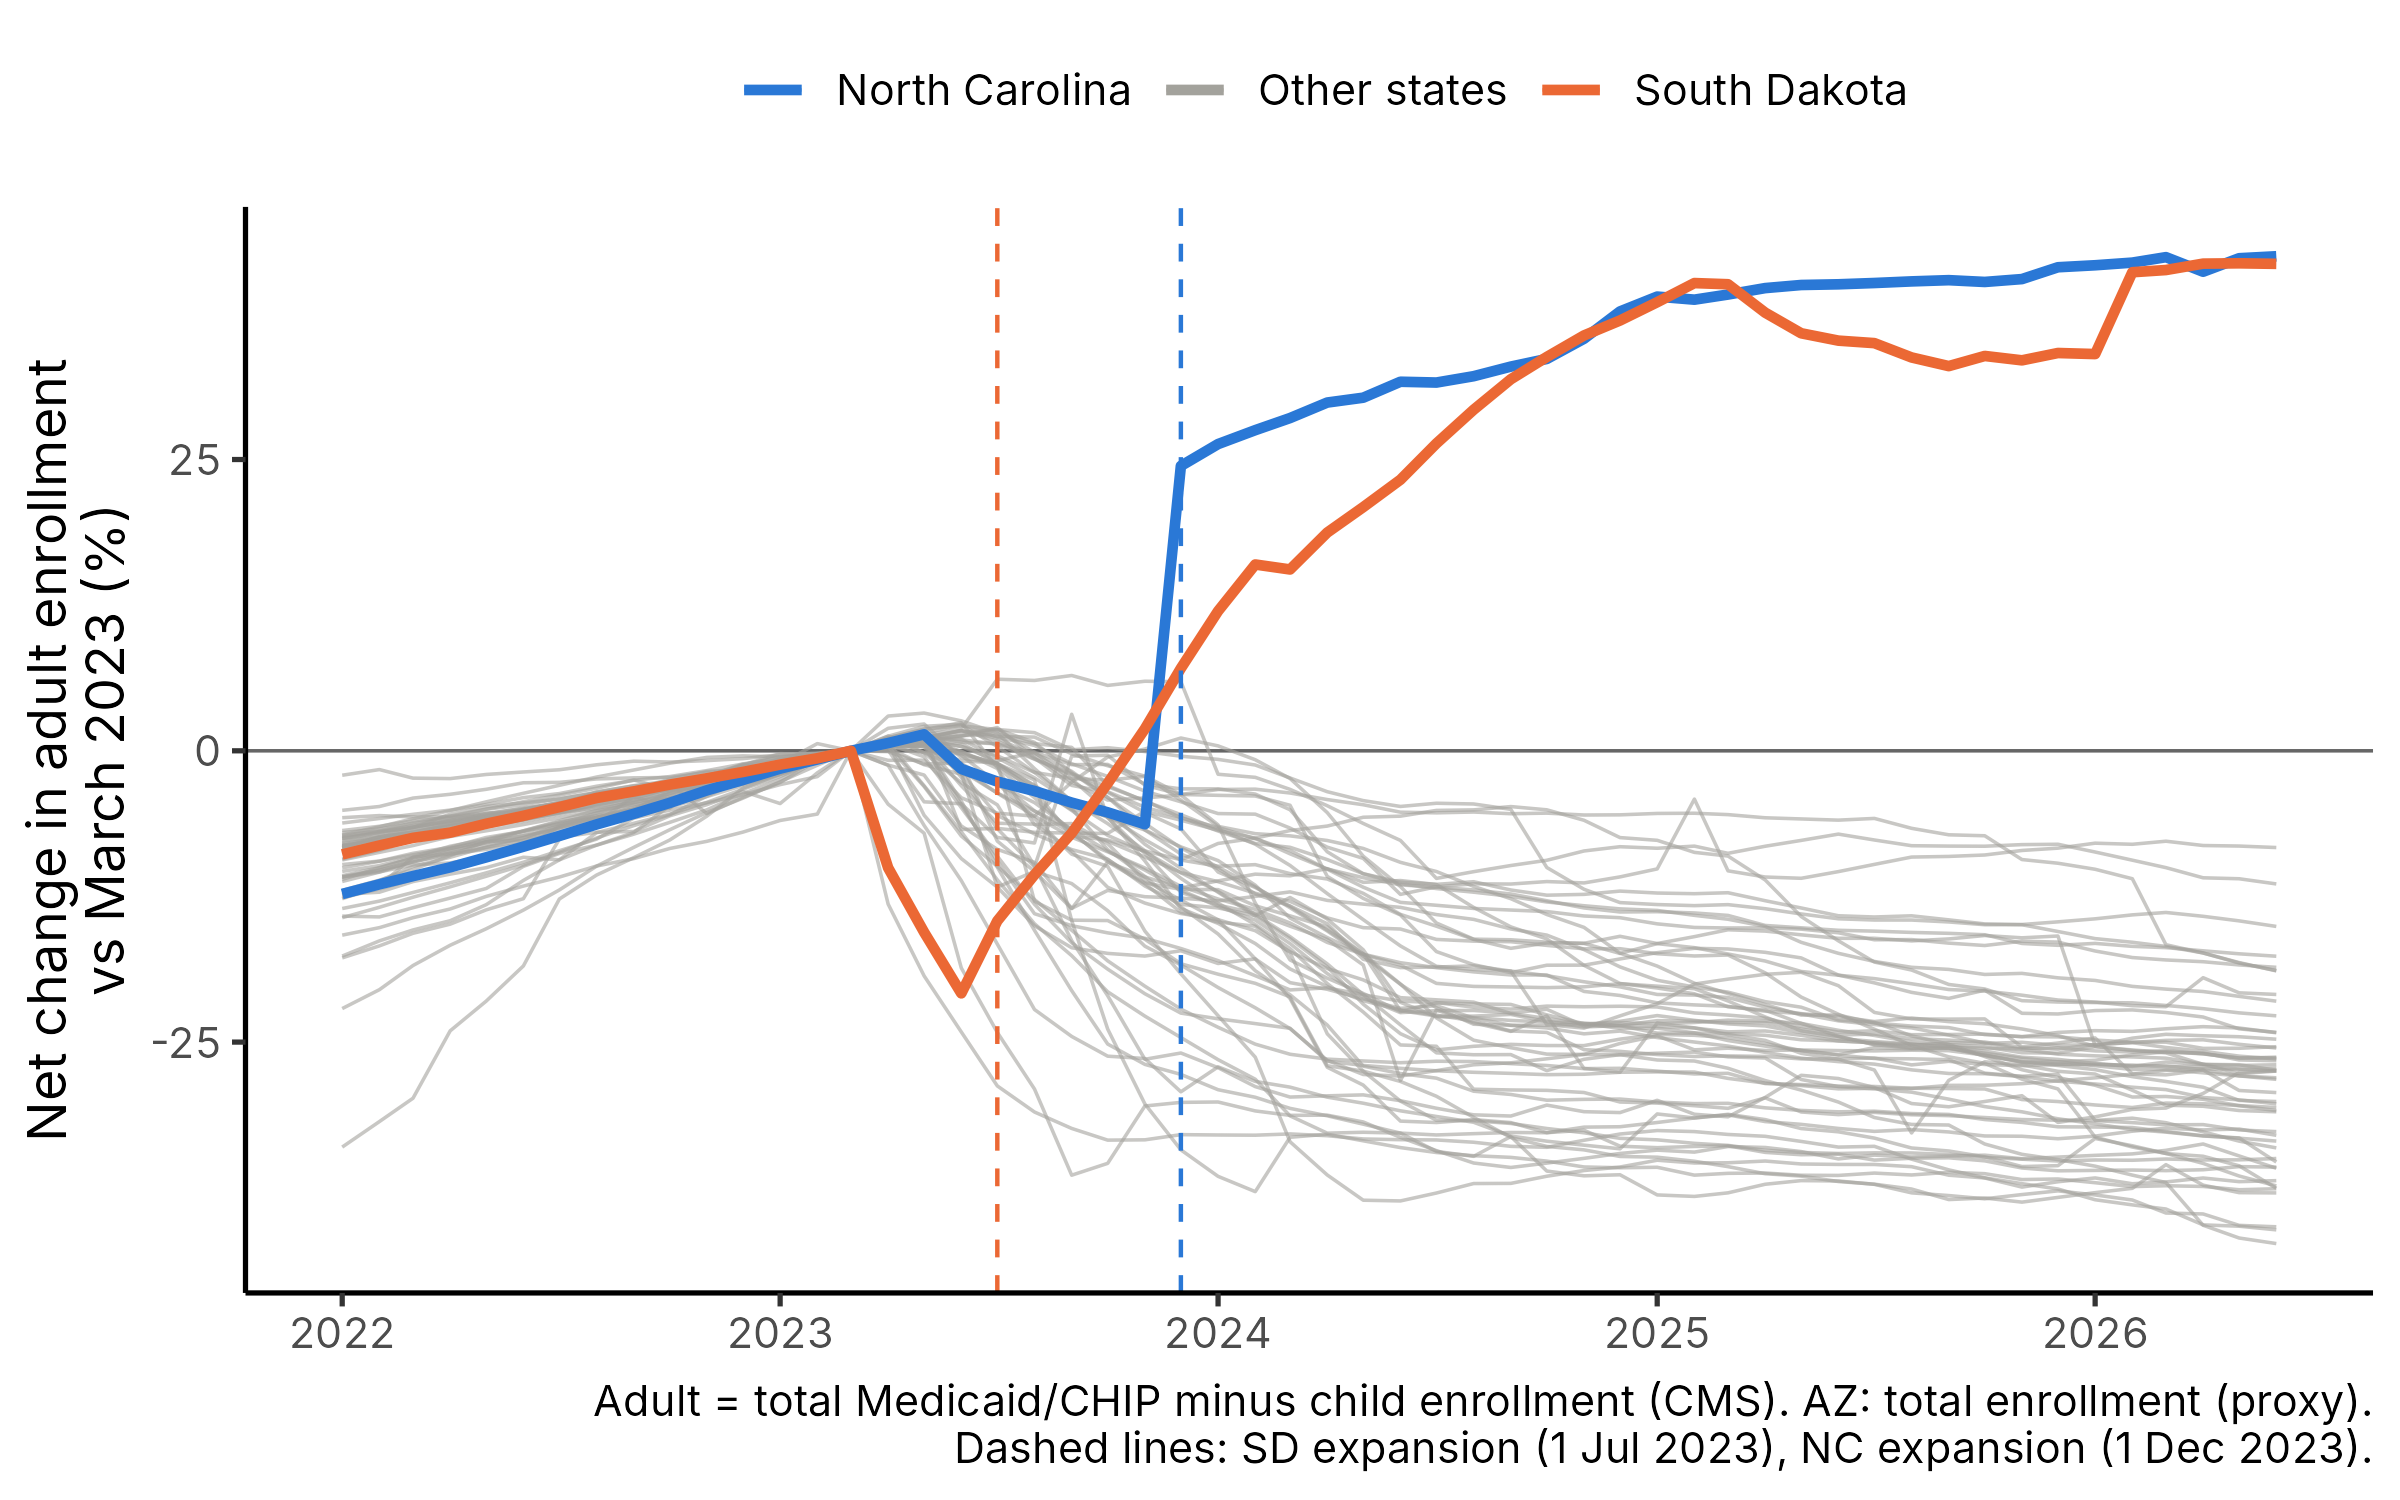 North Carolina
Other states
South Dakota
Net change in adult enrollment
vs March 2023 (%)
25
0
-25
2022
2023
2024
2025
2026
Adult = total Medicaid/CHIP minus child enrollment (CMS). AZ: total enrollment (proxy).
Dashed lines: SD expansion (1 Jul 2023), NC expansion (1 Dec 2023).